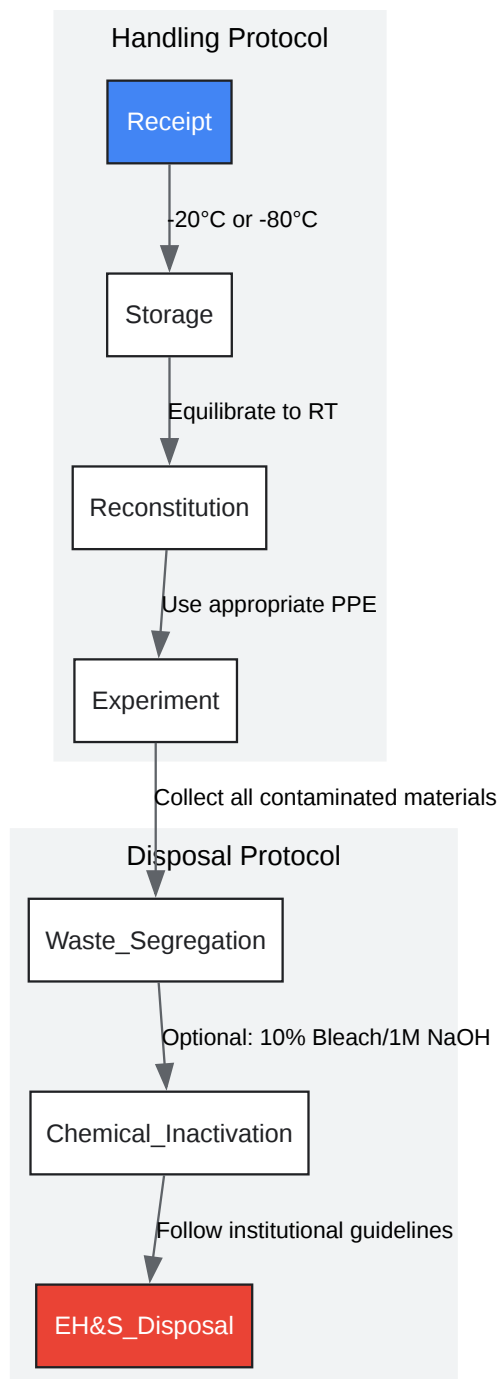 Handling Protocol
Receipt
-20°C or -80°C
Storage
Equilibrate to RT
Reconstitution
Use appropriate PPE
Experiment
Collect all contaminated materials
Disposal Protocol
Waste_Segregation
Optional: 10% Bleach/1M NaOH
Chemical_Inactivation
Follow institutional guidelines
EH&S_Disposal